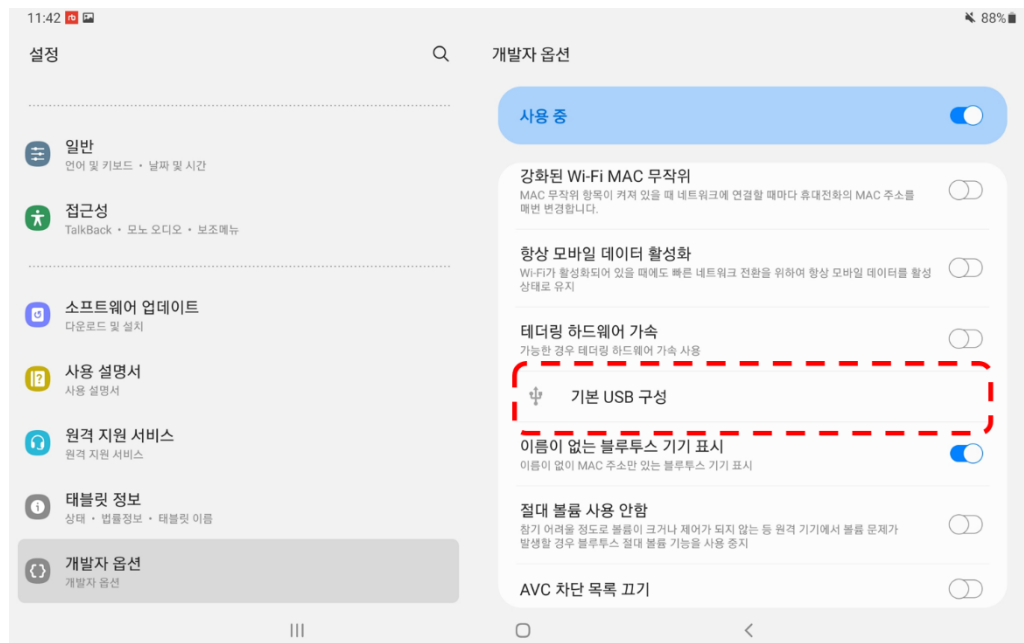 11:42 rb
88%
설정
일반
언어 및 키보드 • 날짜 및 시간
접근성
TalkBack • 모노 오디오 • 보조메뉴
소프트웨어 업데이트
다운로드 및 설치
사용 설명서
사용 설명서
원격 지원 서비스
원격 지원 서비스
태블릿 정보
상태 • 법률정보 • 태블릿 이름
개발자 옵션
개발자 옵션
개발자 옵션
사용 중
강화된 Wi-Fi MAC 무작위
MAC 무작위 항목이 켜져 있을 때 네트워크에 연결할 때마다 휴대전화의 MAC 주소를
매번 변경합니다.
항상 모바일 데이터 활성화
Wi-Fi가 활성화되어 있을 때에도 빠른 네트워크 전환을 위하여 항상 모바일 데이터를 활성
상태로 유지
테더링 하드웨어 가속
가능한 경우 테더링 하드웨어 가속 사용
기본 USB 구성
이름이 없는 블루투스 기기 표시
이름이 없이 MAC 주소만 있는 블루투스 기기 표시
절대 볼륨 사용 안함
참기 어려울 정도로 볼륨이 크거나 제어가 되지 않는 등 원격 기기에서 볼륨 문제가
발생할 경우 블루투스 절대 볼륨 기능을 사용 중지
AVC 차단 목록 끄기